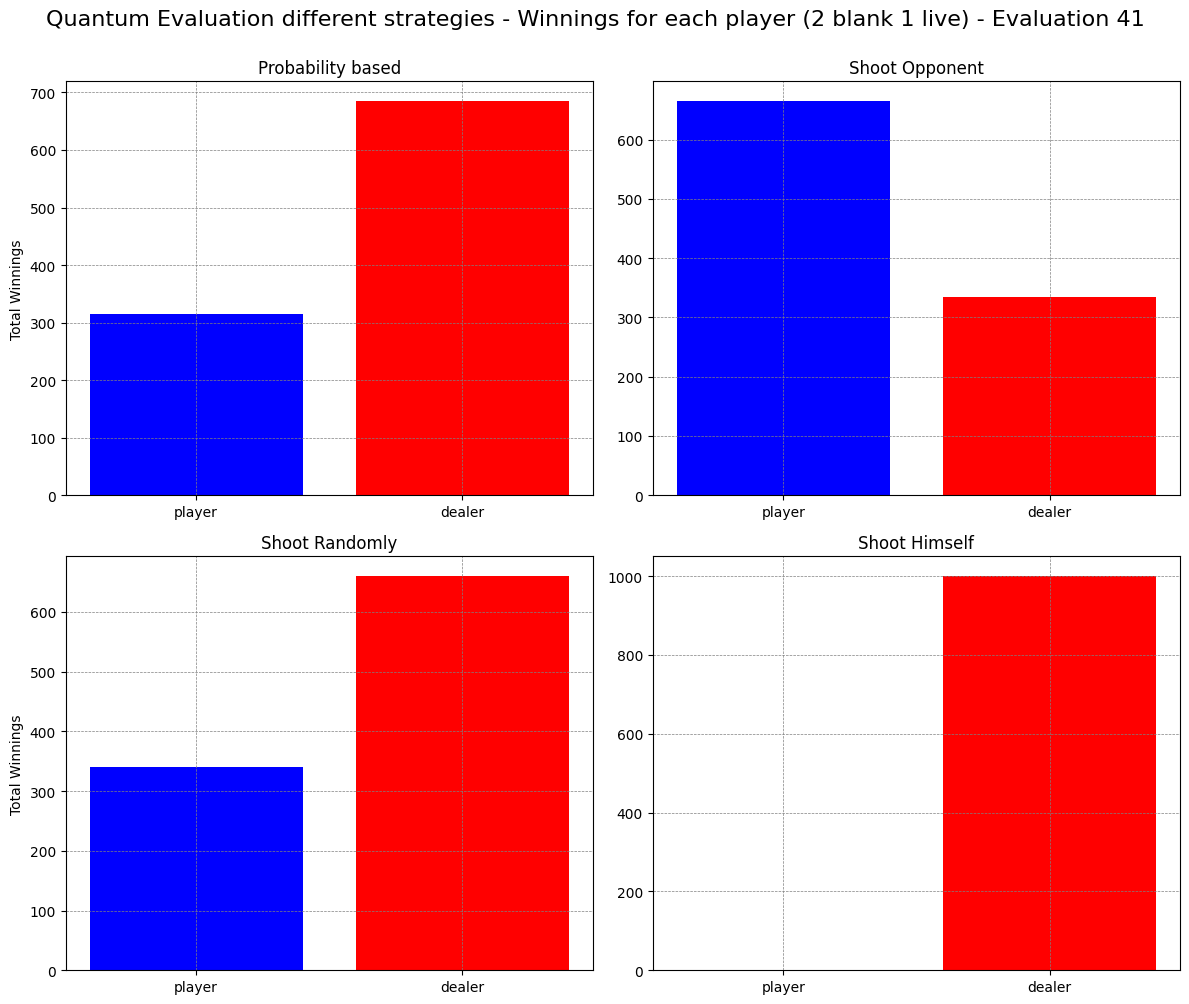 Quantum Evaluation different strategies - Winnings for each player (2 blank 1 live) - Evaluation 41
Probability based
700
600
500
400
300
200
100
0
Total Winnings
player
dealer
Shoot Opponent
600
500
400
300
200
100
0
player
dealer
Shoot Randomly
600
500
400
300
200
100
0
Total Winnings
player
dealer
Shoot Himself
1000
800
600
400
200
0
player
dealer